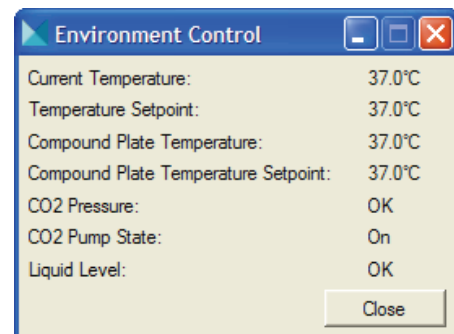 Environment Control
Current Temperature: 37.0°C
Temperature Setpoint: 37.0°C
Compound Plate Temperature: 37.0°C
Compound Plate Temperature Setpoint: 37.0°C
CO2 Pressure: OK
CO2 Pump State: On
Liquid Level: OK
Close